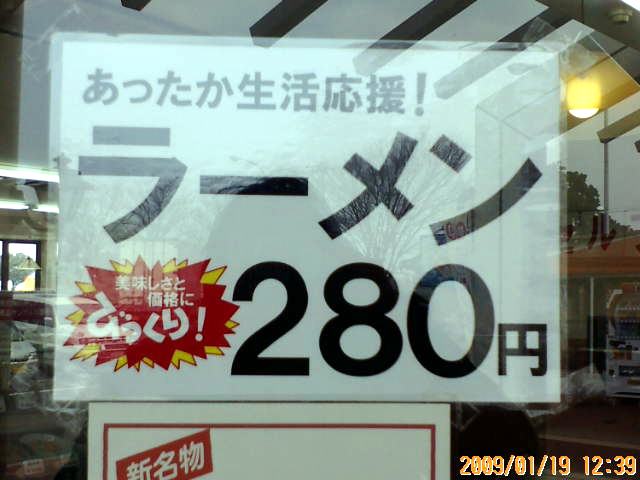 あったか生活応援！
ラーメン
美味しさと
価格に
びっくり！
280円
新名物
2009/01/19 12:39